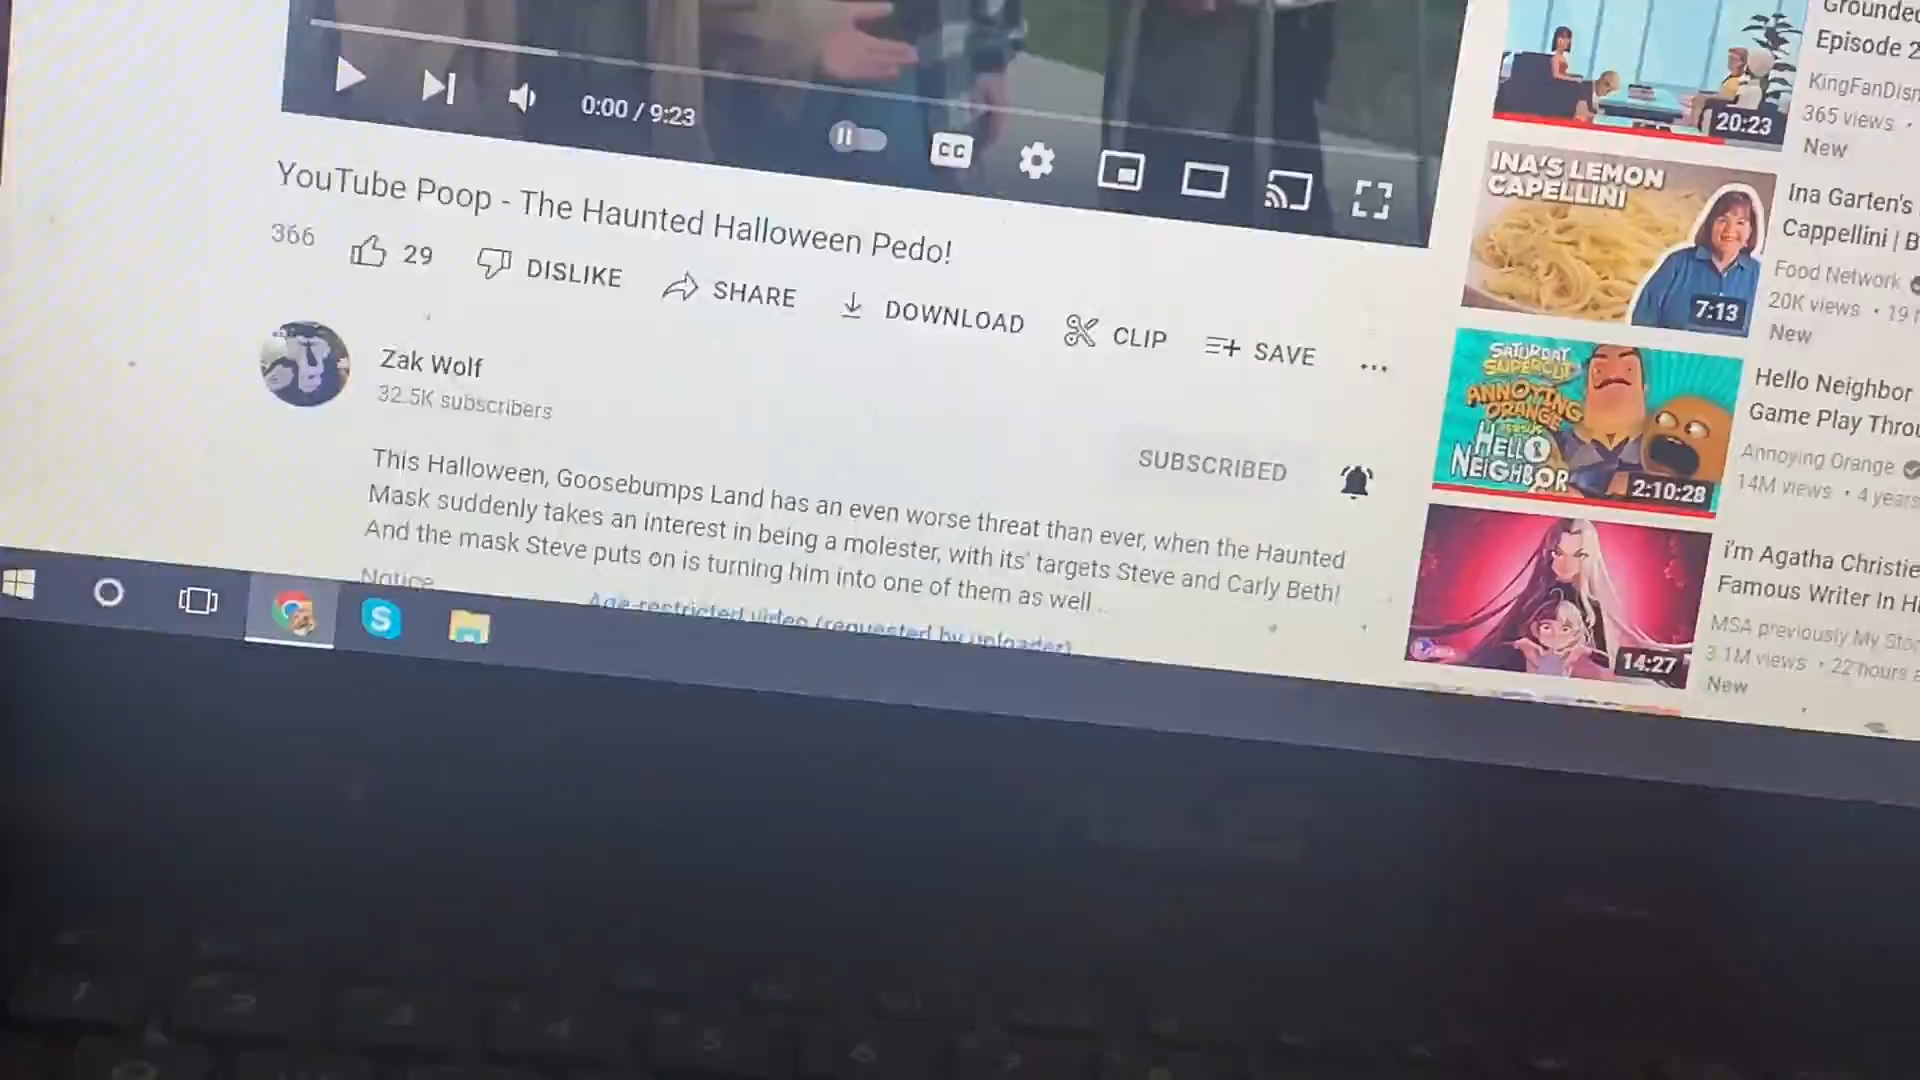 0:00 / 9:23
CC
YouTube Poop - The Haunted Halloween Pedo!
366
29
DISLIKE
SHARE
DOWNLOAD
CLIP
SAVE
...
Zak Wolf
32.5K subscribers
SUBSCRIBED
This Halloween, Goosebumps Land has an even worse threat than ever, when the Haunted
Mask suddenly takes an interest in being a molester, with its' targets Steve and Carly Beth!
And the mask Steve puts on is turning him into one of them as well...
Notice
Age-restricted video (requested by uploader)
S
Grounded
Episode 2
KingFanDisn
365 views •
New
20:23
INA'S LEMON
CAPELLINI
7:13
Ina Garten's
Cappellini | B
Food Network
20K views • 19
New
SATURDAY
SUPERCUT
ANNOYING
ORANGE
HELLO
NEIGHBOR
2:10:28
Hello Neighbor
Game Play Throu
Annoying Orange
14M views • 4 years
14:27
i'm Agatha Christie
Famous Writer In Hi
MSA previously My Stor
3.1M views • 22 hours a
New